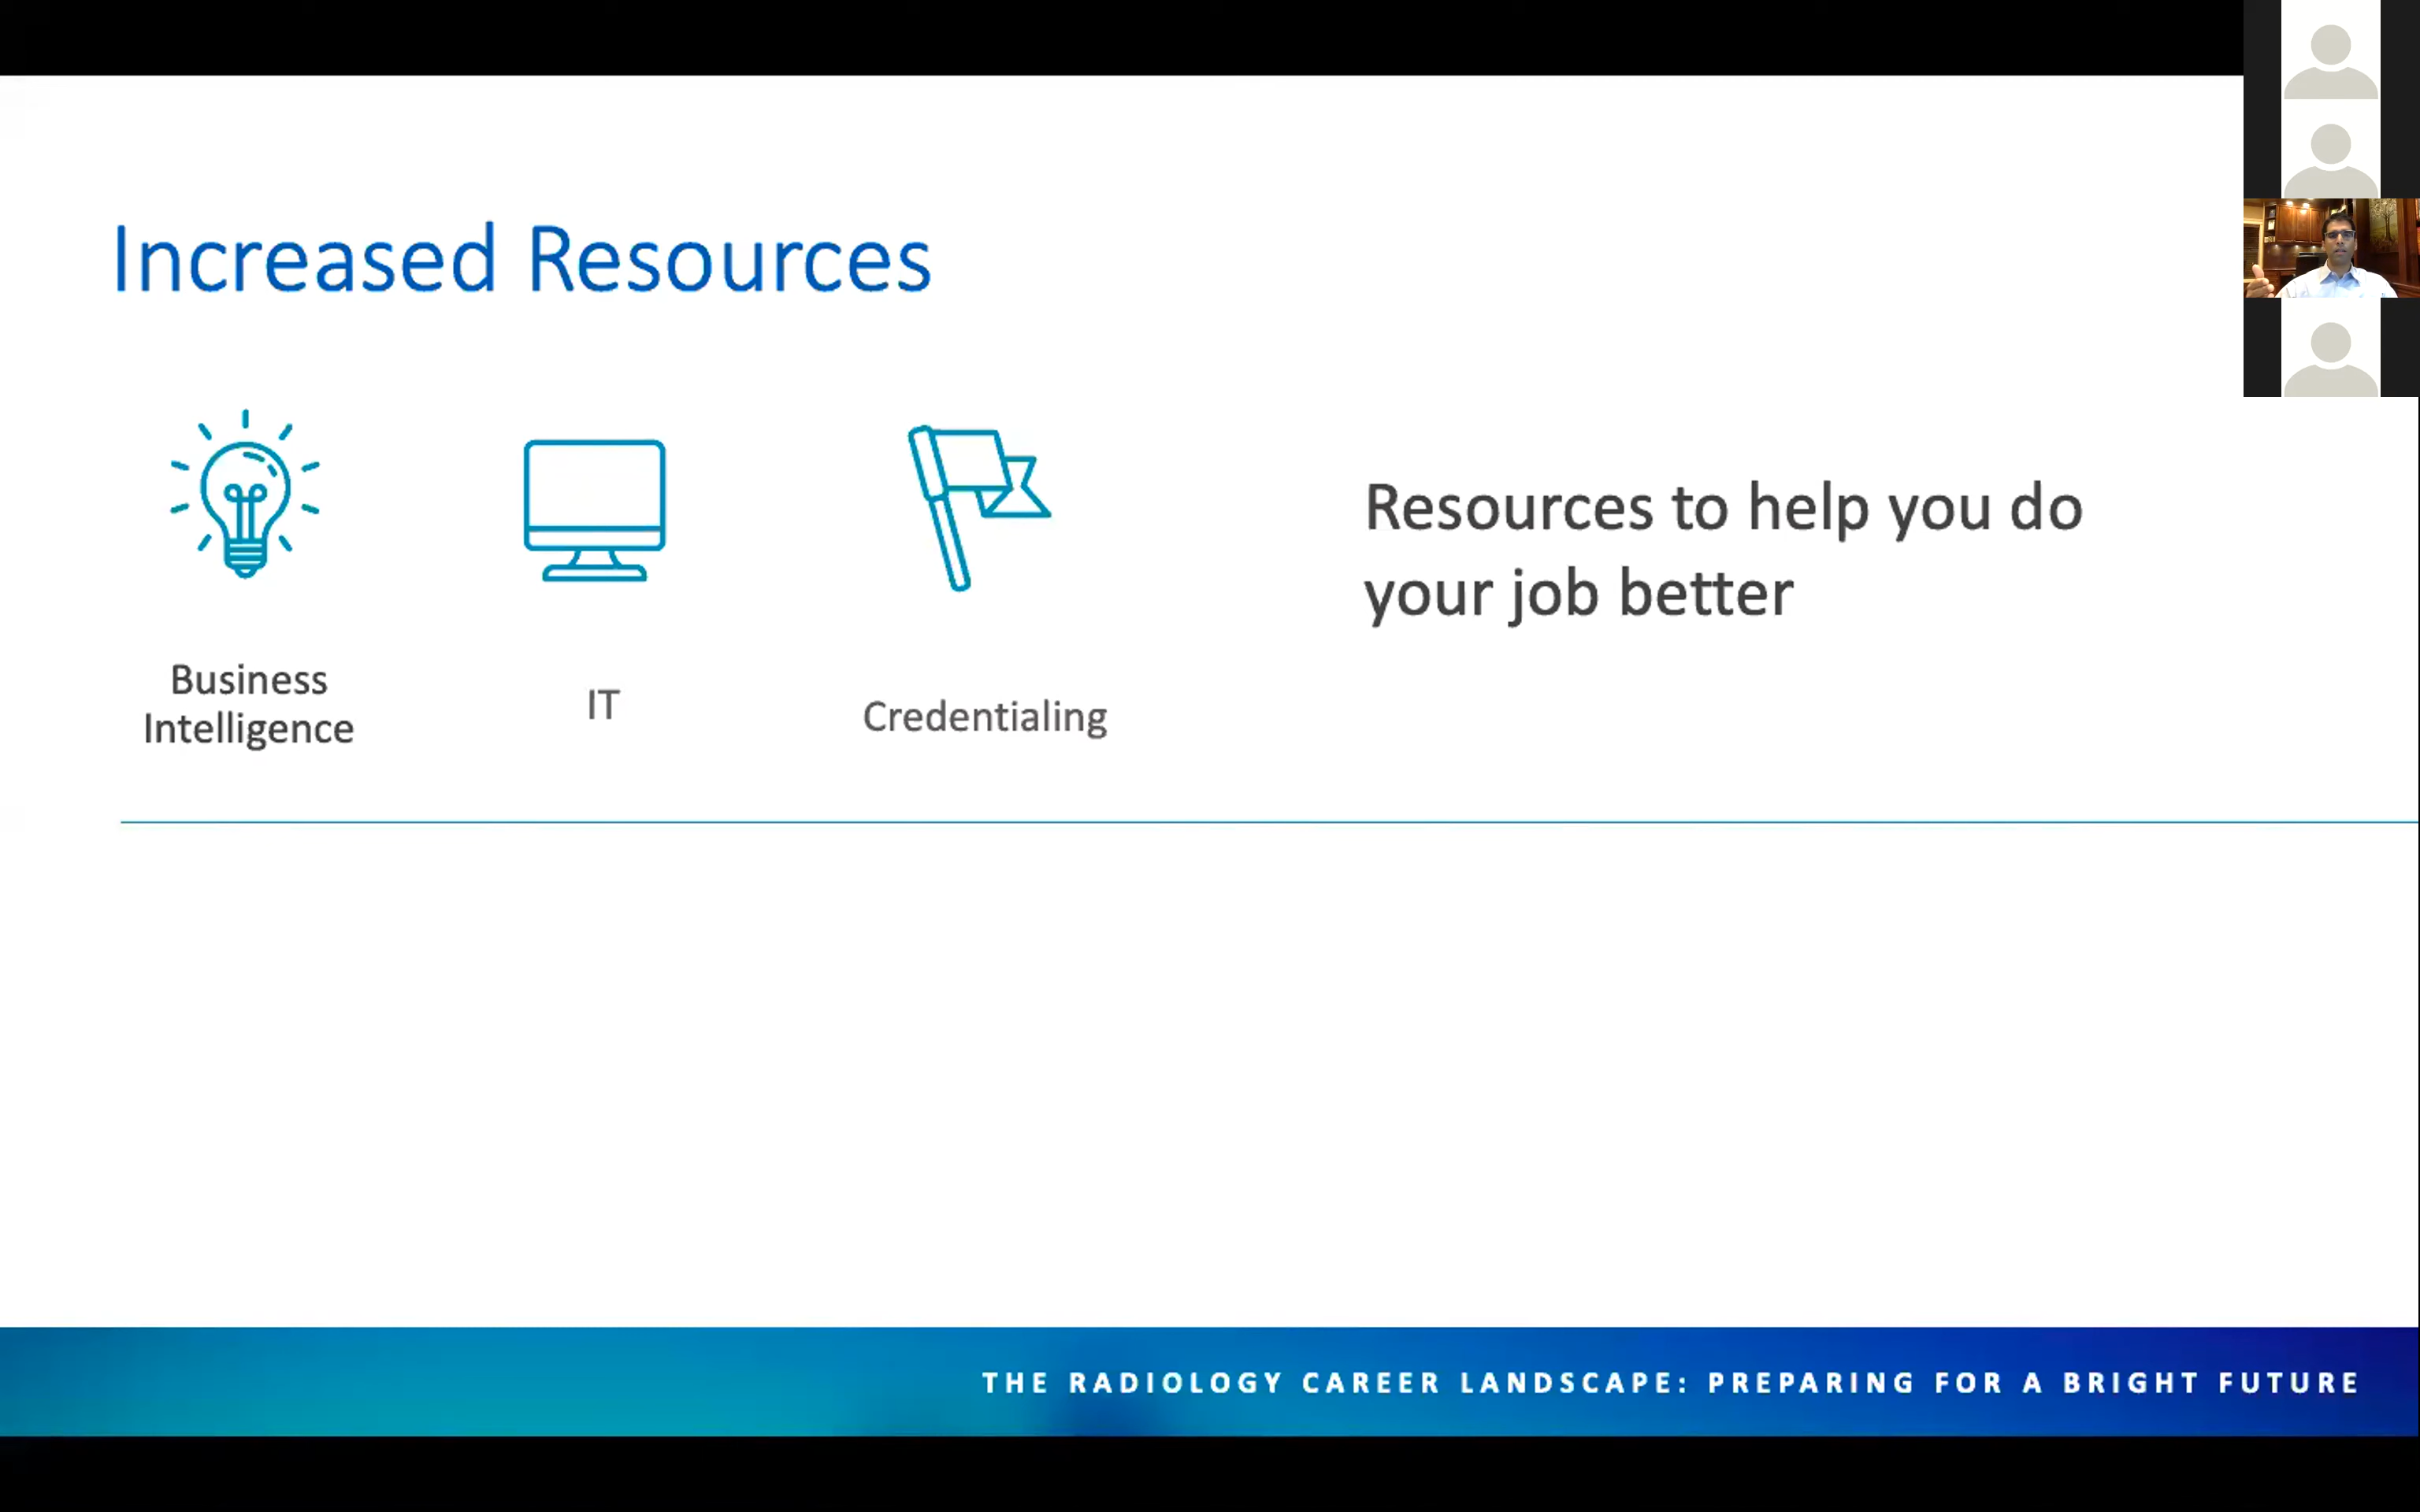 Increased Resources
Business
Intelligence
IT
Credentialing
Resources to help you do
your job better
THE RADIOLOGY CAREER LANDSCAPE: PREPARING FOR A BRIGHT FUTURE